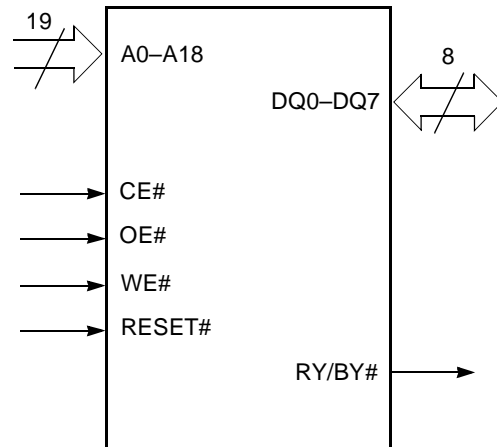 19
A0–A18
8
DQ0–DQ7
CE#
OE#
WE#
RESET#
RY/BY#